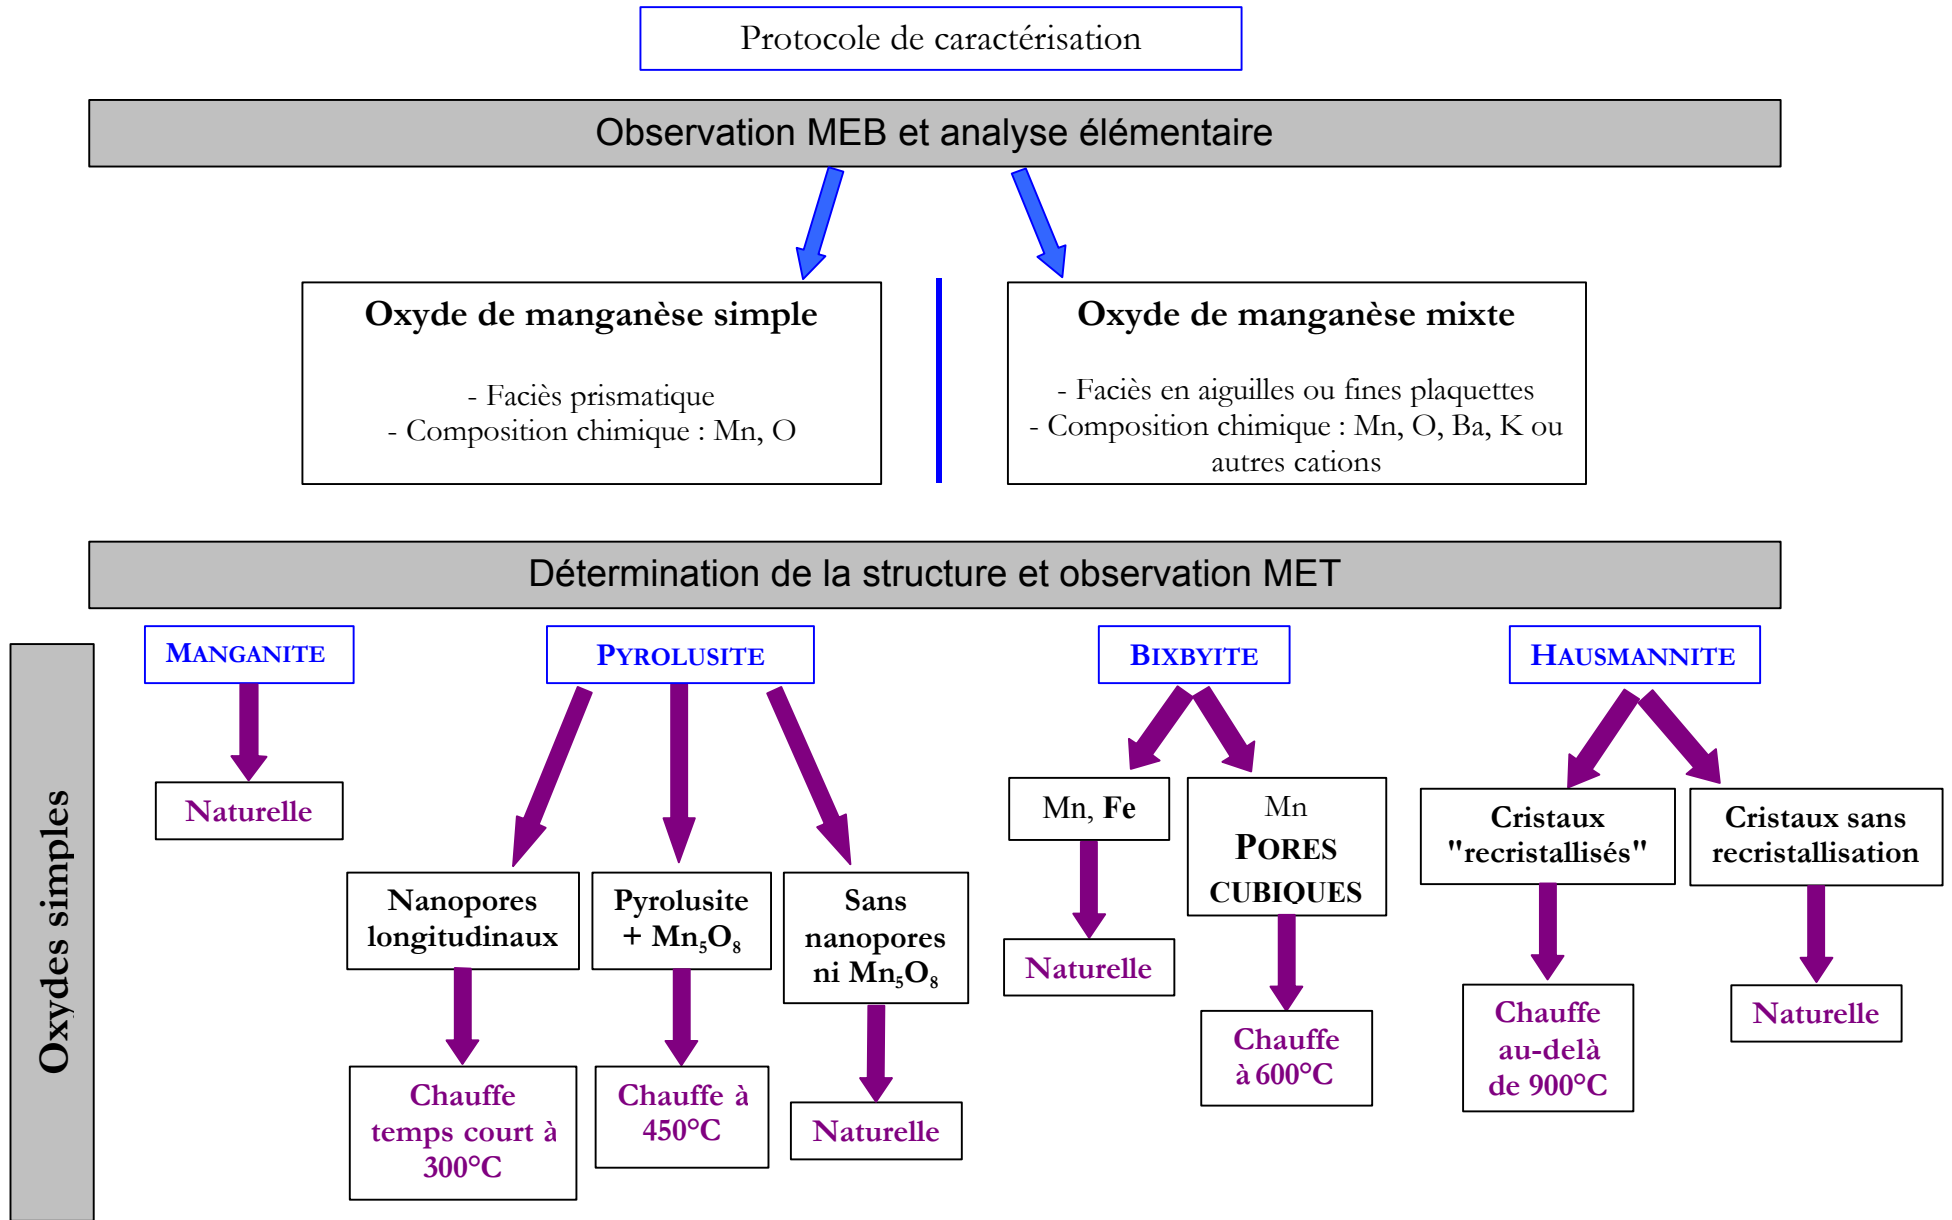 Protocole de caractérisation
Observation MEB et analyse élémentaire
Oxyde de manganèse simple
- Faciès prismatique
- Composition chimique : Mn, O
Oxyde de manganèse mixte
- Faciès en aiguilles ou fines plaquettes
- Composition chimique : Mn, O, Ba, K ou
autres cations
Détermination de la structure et observation MET
Oxydes simples
MANGANITE
Naturelle
PYROLUSITE
Nanopores
longitudinaux
Chauffe
temps court à
300°C
Pyrolusite
+ Mn₅O₈
Chauffe à
450°C
Sans
nanopores
ni Mn₅O₈
Naturelle
BIXBYITE
Mn, Fe
Naturelle
Mn
PORES
CUBIQUES
Chauffe
à 600°C
HAUSMANNITE
Cristaux
"recristallisés"
Chauffe
au-delà
de 900°C
Cristaux sans
recristallisation
Naturelle